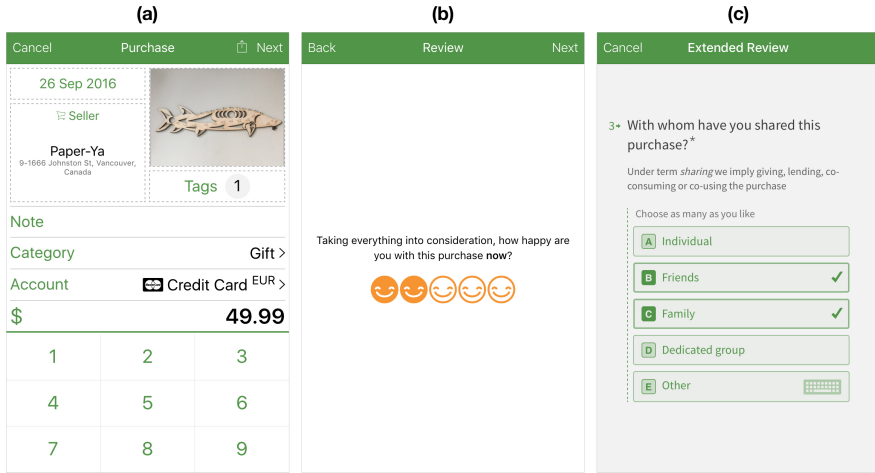 (a)
Cancel Purchase Next
26 Sep 2016
Seller
Paper-Ya
9-1666 Johnston St, Vancouver,
Canada
Tags 1
Note
Category Gift >
Account Credit Card EUR >
$ 49.99
1 2 3
4 5 6
7 8 9
(b)
Back Review Next
Taking everything into consideration, how happy are
you with this purchase now?
(c)
Cancel Extended Review
3 With whom have you shared this
purchase?*
Under term sharing we imply giving, lending, co-
consuming or co-using the purchase
Choose as many as you like
A Individual
B Friends
C Family
D Dedicated group
E Other